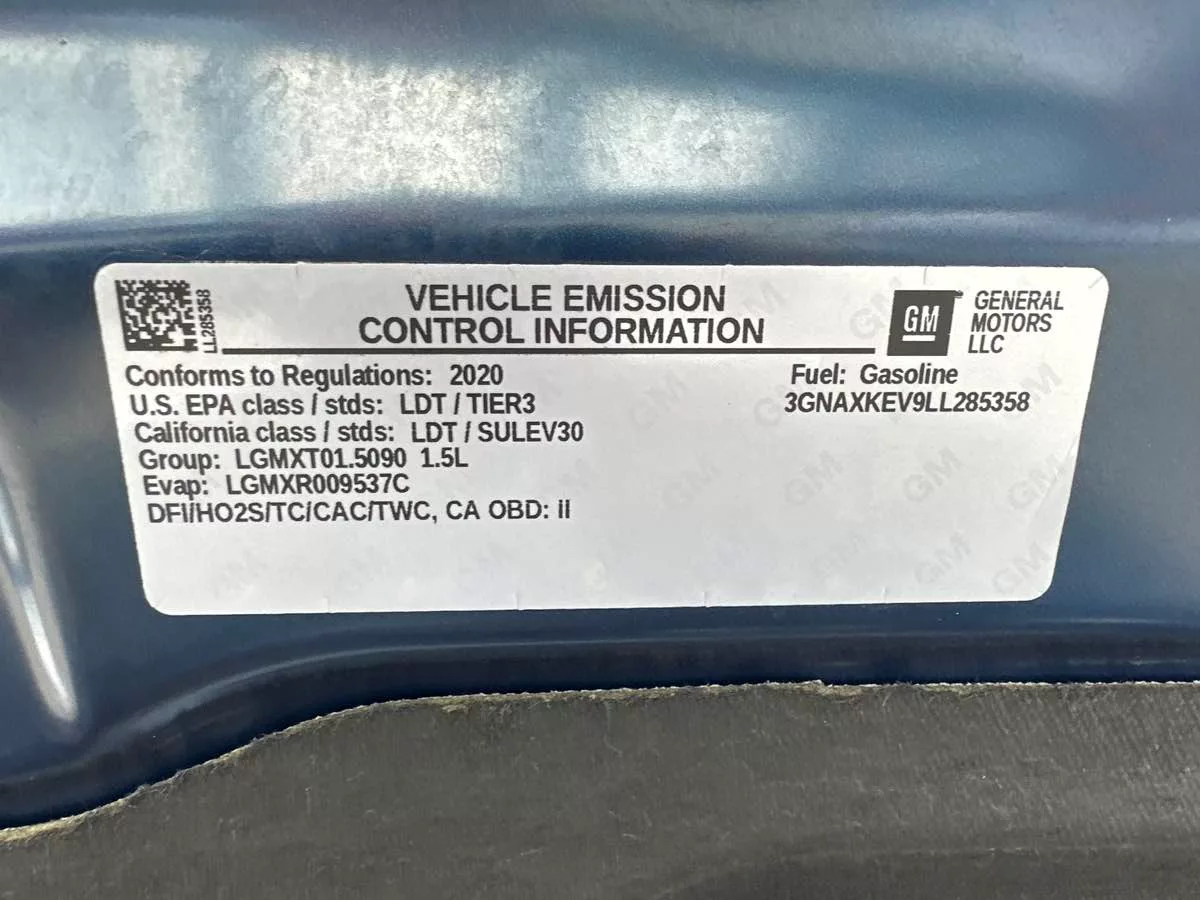 LL285358
VEHICLE EMISSION
CONTROL INFORMATION
GM
GENERAL
MOTORS
LLC
Conforms to Regulations: 2020
Fuel: Gasoline
U.S. EPA class / stds: LDT / TIER3
3GNAXKEV9LL285358
California class / stds: LDT / SULEV30
Group: LGMXT01.5090 1.5L
Evap: LGMXR009537C
DFI/HO2S/TC/CAC/TWC, CA OBD: II